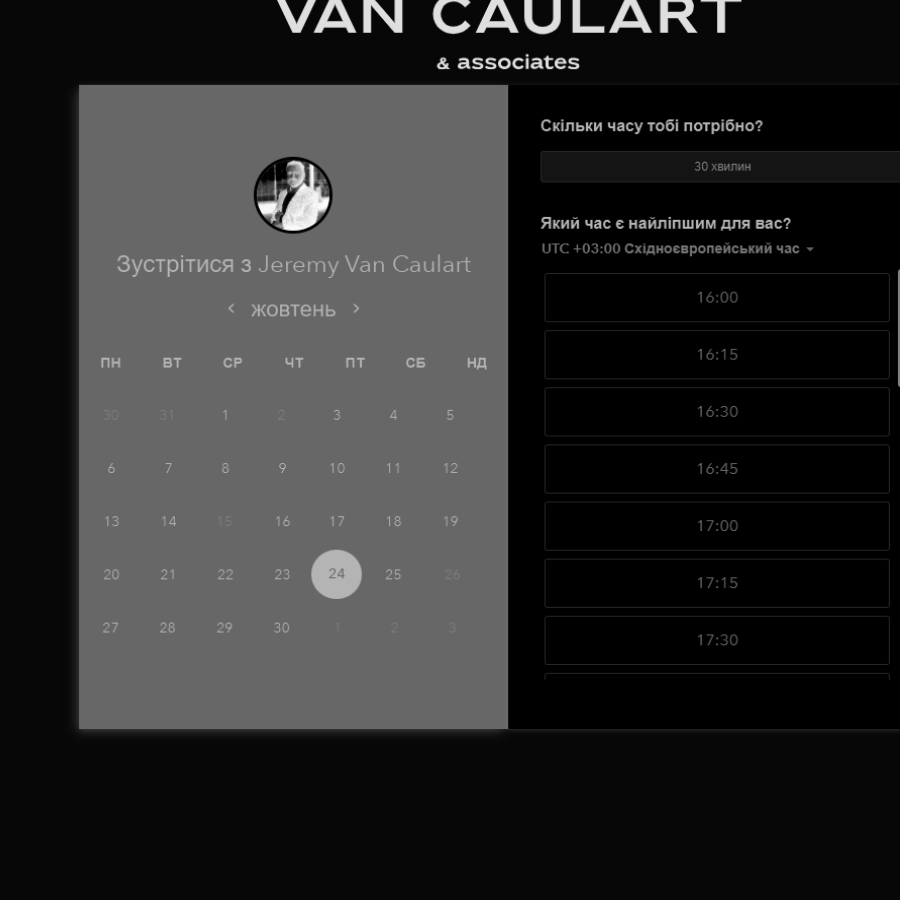 VAN CAULART
& associates
Зустрітися з Jeremy Van Caulart
жовтень
ПН ВТ СР ЧТ ПТ СБ НД
30 31 1 2 3 4 5
6 7 8 9 10 11 12
13 14 15 16 17 18 19
20 21 22 23 24 25 26
27 28 29 30 1 2 3
Скільки часу тобі потрібно?
30 хвилин
Який час є найліпшим для вас?
UTC +03:00 Східноєвропейський час
16:00
16:15
16:30
16:45
17:00
17:15
17:30